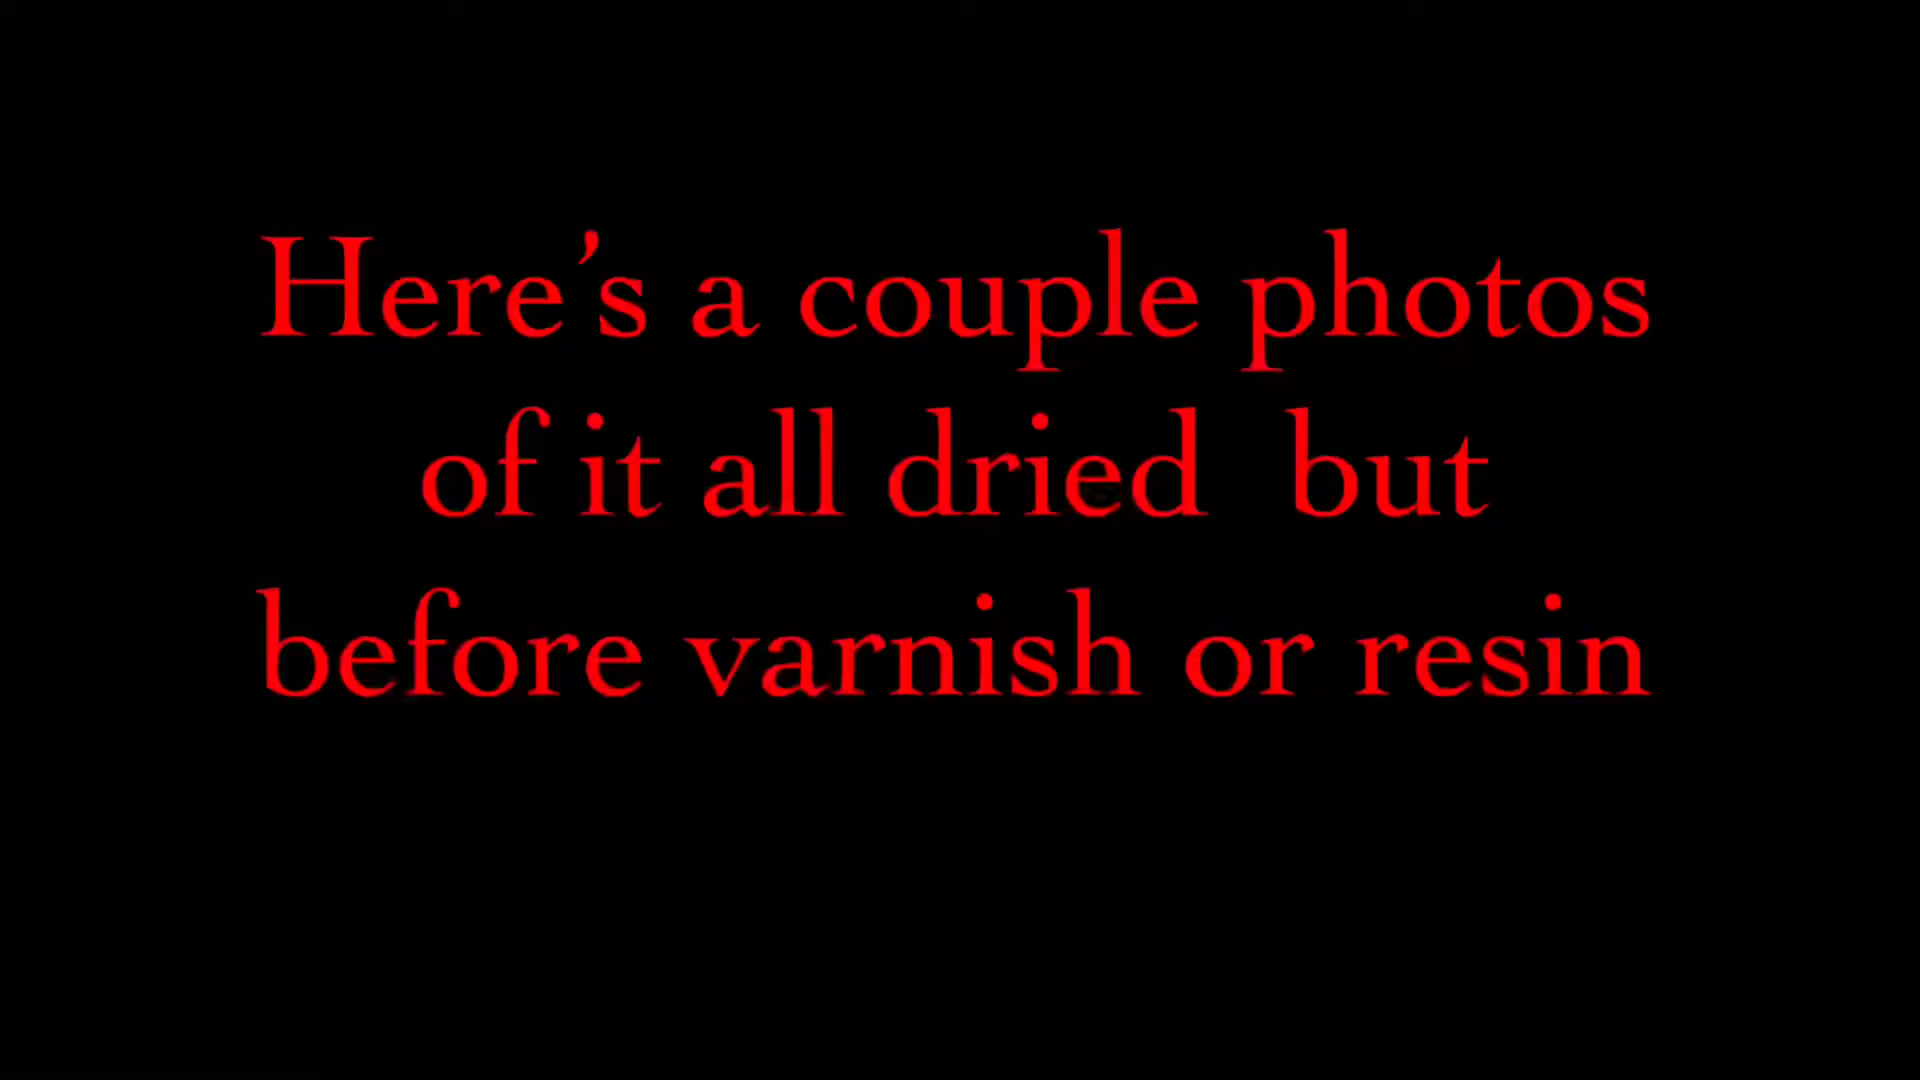 Here’s a couple photos
of it all dried  but
before varnish or resin